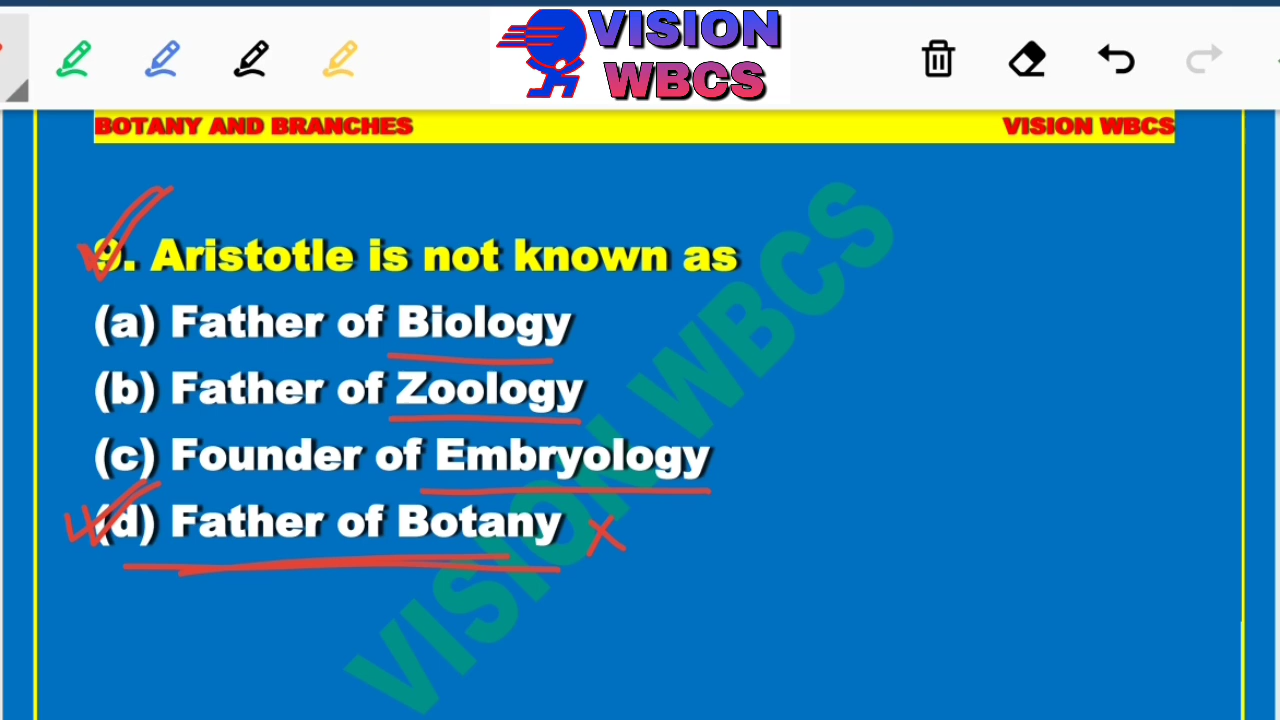 VISION
WBCS
BOTANY AND BRANCHES
VISION WBCS
9. Aristotle is not known as
(a) Father of Biology
(b) Father of Zoology
(c) Founder of Embryology
(d) Father of Botany
VISION WBCS